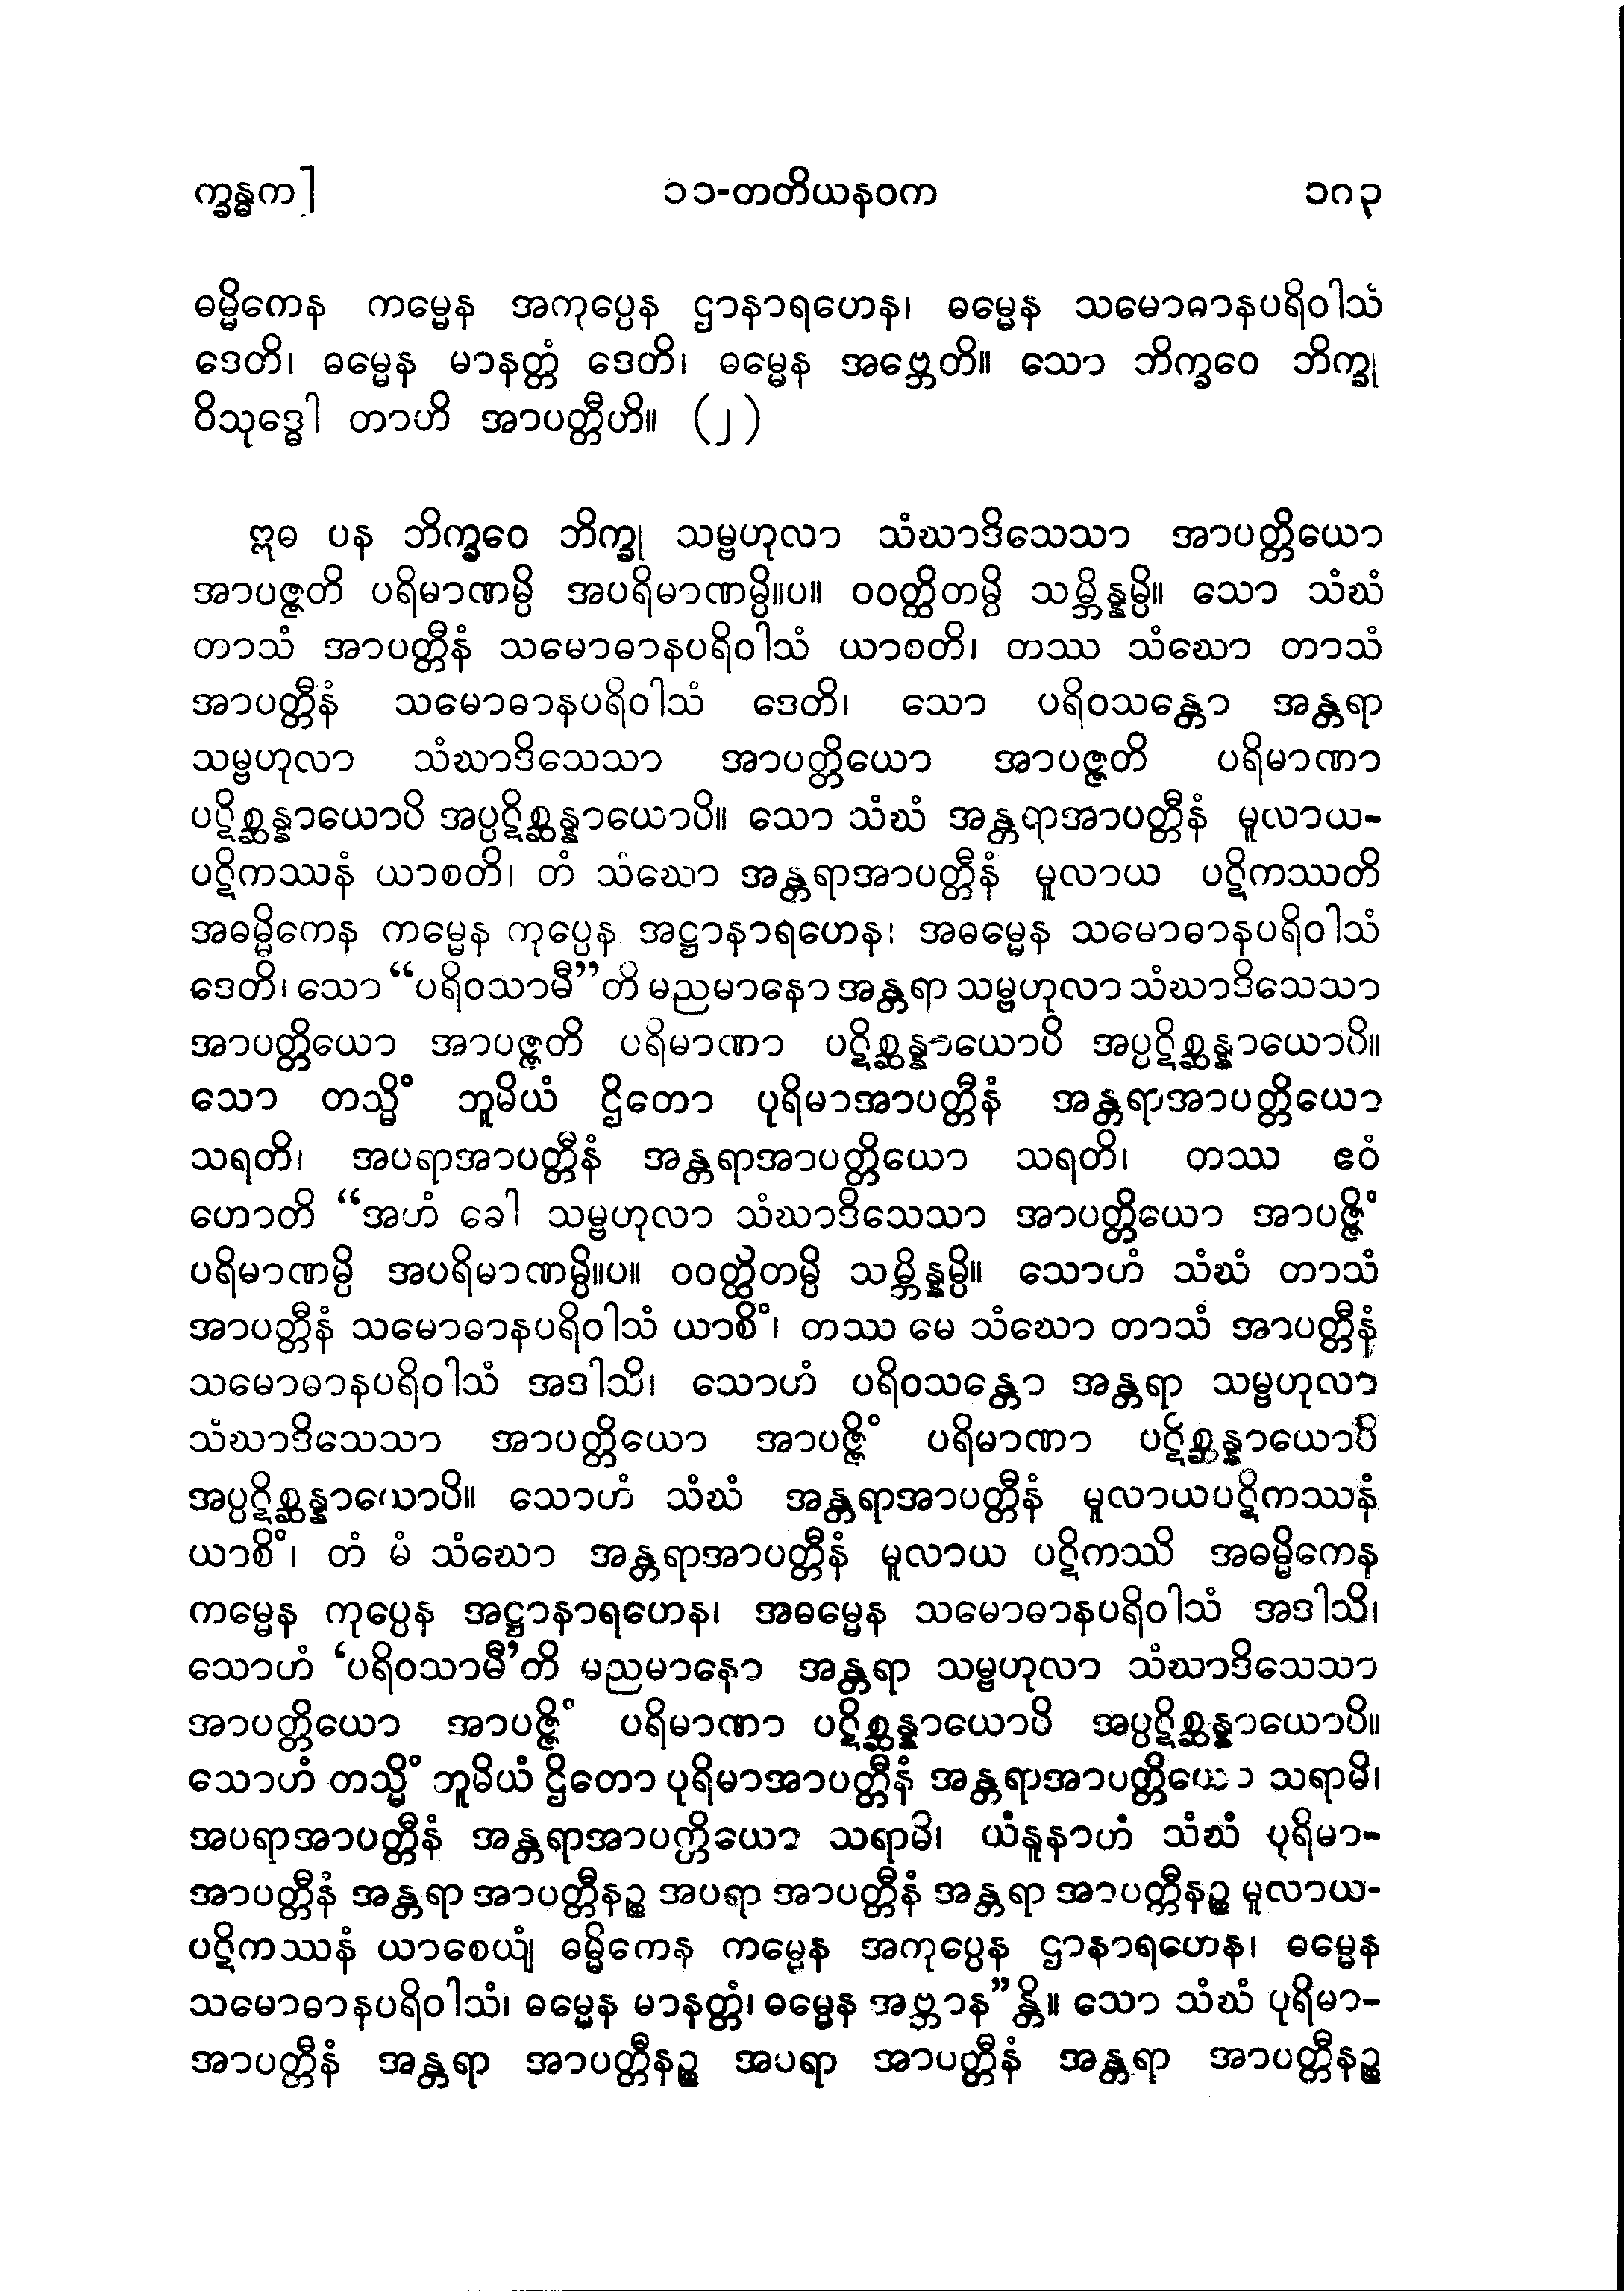 က္ခန္ဓက] ၁၁-တတိယနဝက ၁၈၃
ဓမ္မိကေန ကမ္မေန အကုပ္ပေန ဌာနာရဟေန၊ ဓမ္မေန သမောဓာနပရိဝါသံ
ဒေတိ၊ ဓမ္မေန မာနတ္တံ ဒေတိ၊ ဓမ္မေန အဗ္ဘေတိ။ သော ဘိက္ခဝေ ဘိက္ခု
ဝိသုဒ္ဓေါ တာဟိ အာပတ္တီဟိ။ (၂)
ဣဓ ပန ဘိက္ခဝေ ဘိက္ခု သမ္ဗဟုလာ သံဃာဒိသေသာ အာပတ္တိယော
အာပဇ္ဇတိ ပရိမာဏမ္ပိ အပရိမာဏမ္ပိ။ပ။ ဝဝတ္ထိတမ္ပိ သမ္ဘိန္နမ္ပိ။ သော သံဃံ
တာသံ အာပတ္တီနံ သမောဓာနပရိဝါသံ ယာစတိ၊ တဿ သံဃော တာသံ
အာပတ္တီနံ သမောဓာနပရိဝါသံ ဒေတိ၊ သော ပရိဝသန္တော အန္တရာ
သမ္ဗဟုလာ သံဃာဒိသေသာ အာပတ္တိယော အာပဇ္ဇတိ ပရိမာဏာ
ပဋိစ္ဆန္နာယောပိ အပ္ပဋိစ္ဆန္နာယောပိ။ သော သံဃံ အန္တရာအာပတ္တီနံ မူလာယ-
ပဋိကဿနံ ယာစတိ၊ တံ သံဃော အန္တရာအာပတ္တီနံ မူလာယ ပဋိကဿတိ
အဓမ္မိကေန ကမ္မေန ကုပ္ပေန အဋ္ဌာနာရဟေန၊ အဓမ္မေန သမောဓာနပရိဝါသံ
ဒေတိ၊ သော “ပရိဝသာမီ”တိ မညမာနော အန္တရာ သမ္ဗဟုလာ သံဃာဒိသေသာ
အာပတ္တိယော အာပဇ္ဇတိ ပရိမာဏာ ပဋိစ္ဆန္နာယောပိ အပ္ပဋိစ္ဆန္နာယောပိ။
သော တသ္မိံ ဘူမိယံ ဌိတော ပုရိမာအာပတ္တီနံ အန္တရာအာပတ္တိယော
သရတိ၊ အပရာအာပတ္တီနံ အန္တရာအာပတ္တိယော သရတိ၊ တဿ ဧဝံ
ဟောတိ “အဟံ ခေါ သမ္ဗဟုလာ သံဃာဒိသေသာ အာပတ္တိယော အာပဇ္ဇိံ
ပရိမာဏမ္ပိ အပရိမာဏမ္ပိ။ပ။ ဝဝတ္ထိတမ္ပိ သမ္ဘိန္နမ္ပိ။ သောဟံ သံဃံ တာသံ
အာပတ္တီနံ သမောဓာနပရိဝါသံ ယာစိံ၊ တဿ မေ သံဃော တာသံ အာပတ္တီနံ
သမောဓာနပရိဝါသံ အဒါသိ၊ သောဟံ ပရိဝသန္တော အန္တရာ သမ္ဗဟုလာ
သံဃာဒိသေသာ အာပတ္တိယော အာပဇ္ဇိံ ပရိမာဏာ ပဋိစ္ဆန္နာယောပိ
အပ္ပဋိစ္ဆန္နာယောပိ။ သောဟံ သံဃံ အန္တရာအာပတ္တီနံ မူလာယပဋိကဿနံ
ယာစိံ၊ တံ မံ သံဃော အန္တရာအာပတ္တီနံ မူလာယ ပဋိကဿိ အဓမ္မိကေန
ကမ္မေန ကုပ္ပေန အဋ္ဌာနာရဟေန၊ အဓမ္မေန သမောဓာနပရိဝါသံ အဒါသိ၊
သောဟံ ‘ပရိဝသာမီ’တိ မညမာနော အန္တရာ သမ္ဗဟုလာ သံဃာဒိသေသာ
အာပတ္တိယော အာပဇ္ဇိံ ပရိမာဏာ ပဋိစ္ဆန္နာယောပိ အပ္ပဋိစ္ဆန္နာယောပိ။
သောဟံ တသ္မိံ ဘူမိယံ ဌိတော ပုရိမာအာပတ္တီနံ အန္တရာအာပတ္တိယော သရာမိ၊
အပရာအာပတ္တီနံ အန္တရာအာပတ္တိယော သရာမိ၊ ယံနူနာဟံ သံဃံ ပုရိမာ-
အာပတ္တီနံ အန္တရာ အာပတ္တီနဉ္စ အပရာ အာပတ္တီနံ အန္တရာ အာပတ္တီနဉ္စ မူလာယ-
ပဋိကဿနံ ယာစေယျံ ဓမ္မိကေန ကမ္မေန အကုပ္ပေန ဌာနာရဟေန၊ ဓမ္မေန
သမောဓာနပရိဝါသံ၊ ဓမ္မေန မာနတ္တံ၊ ဓမ္မေန အဗ္ဘာန”န္တိ။ သော သံဃံ ပုရိမာ-
အာပတ္တီနံ အန္တရာ အာပတ္တီနဉ္စ အပရာ အာပတ္တီနံ အန္တရာ အာပတ္တီနဉ္စ